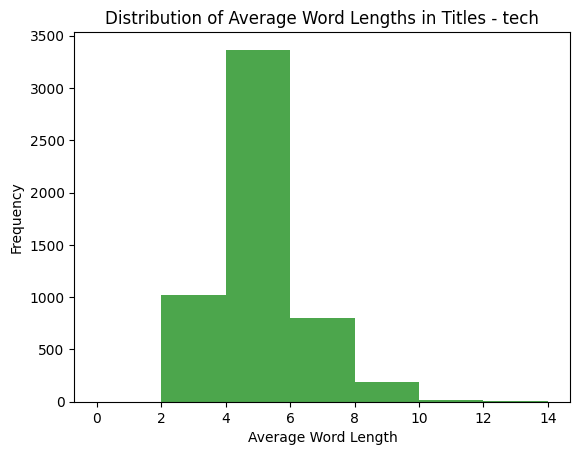 Distribution of Average Word Lengths in Titles - tech
3500
3000
2500
2000
1500
1000
500
0
Frequency
0 2 4 6 8 10 12 14
Average Word Length